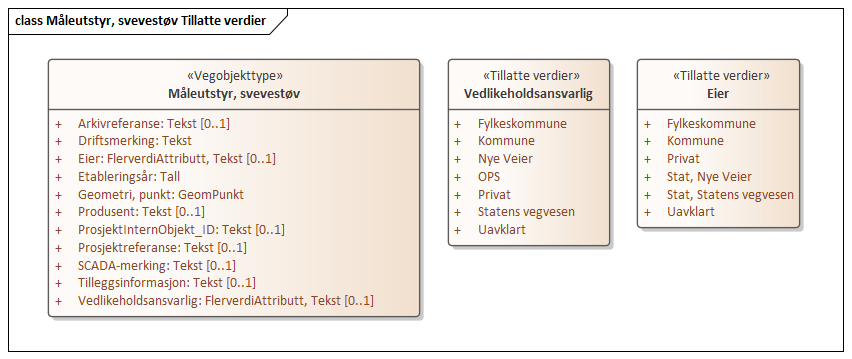 class Måleutstyr, svevestøv Tillatte verdier
«Vegobjekttype»
Måleutstyr, svevestøv
+ Arkivreferanse: Tekst [0..1]
+ Driftsmerking: Tekst
+ Eier: FlerverdiAttributt, Tekst [0..1]
+ Etableringsår: Tall
+ Geometri, punkt: GeomPunkt
+ Produsent: Tekst [0..1]
+ ProsjektInternObjekt_ID: Tekst [0..1]
+ Prosjektreferanse: Tekst [0..1]
+ SCADA-merking: Tekst [0..1]
+ Tilleggsinformasjon: Tekst [0..1]
+ Vedlikeholdsansvarlig: FlerverdiAttributt, Tekst [0..1]
«Tillatte verdier»
Vedlikeholdsansvarlig
+ Fylkeskommune
+ Kommune
+ Nye Veier
+ OPS
+ Privat
+ Statens vegvesen
+ Uavklart
«Tillatte verdier»
Eier
+ Fylkeskommune
+ Kommune
+ Privat
+ Stat, Nye Veier
+ Stat, Statens vegvesen
+ Uavklart